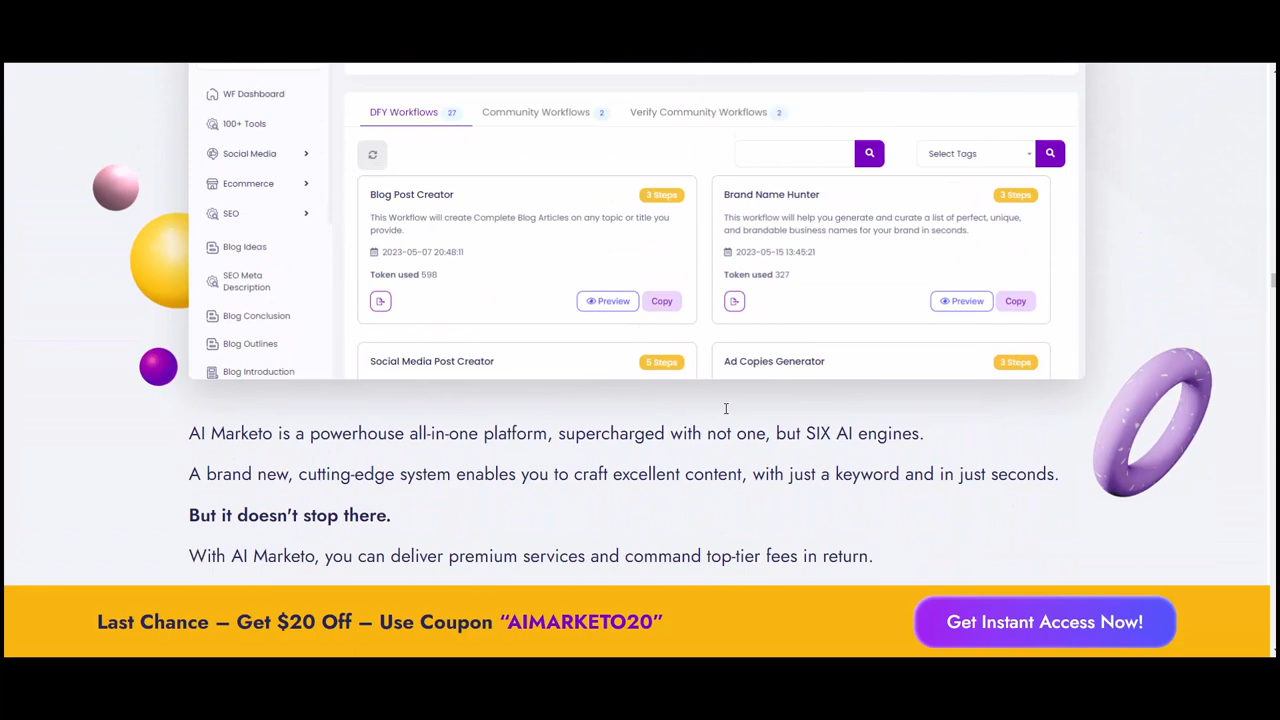 WF Dashboard
100+ Tools
Social Media
Ecommerce
SEO
Blog Ideas
SEO Meta
Description
Blog Conclusion
Blog Outlines
Blog Introduction
DFY Workflows 27
Community Workflows 2
Verify Community Workflows 2
Select Tags
Blog Post Creator
3 Steps
This Workflow will create Complete Blog Articles on any topic or title you
provide.
2023-05-07 20:48:11
Token used 598
Preview
Copy
Brand Name Hunter
3 Steps
This workflow will help you generate and curate a list of perfect, unique,
and brandable business names for your brand in seconds.
2023-05-15 13:45:21
Token used 327
Preview
Copy
Social Media Post Creator
5 Steps
Ad Copies Generator
3 Steps
AI Marketo is a powerhouse all-in-one platform, supercharged with not one, but SIX AI engines.
A brand new, cutting-edge system enables you to craft excellent content, with just a keyword and in just seconds.
But it doesn't stop there.
With AI Marketo, you can deliver premium services and command top-tier fees in return.
Last Chance – Get $20 Off – Use Coupon “AIMARKETO20”
Get Instant Access Now!